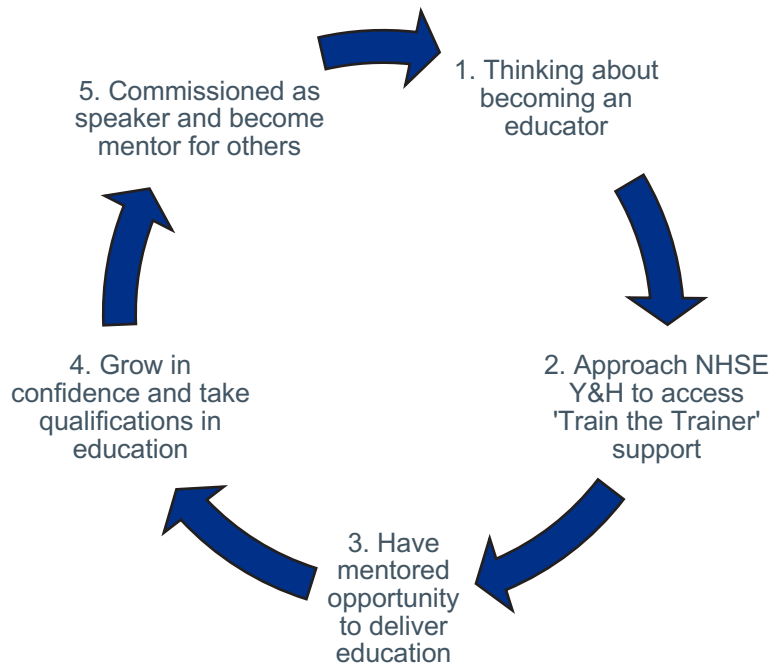 1. Thinking about
becoming an
educator
2. Approach NHSE
Y&H to access
'Train the Trainer'
support
3. Have
mentored
opportunity
to deliver
education
4. Grow in
confidence and take
qualifications in
education
5. Commissioned as
speaker and become
mentor for others